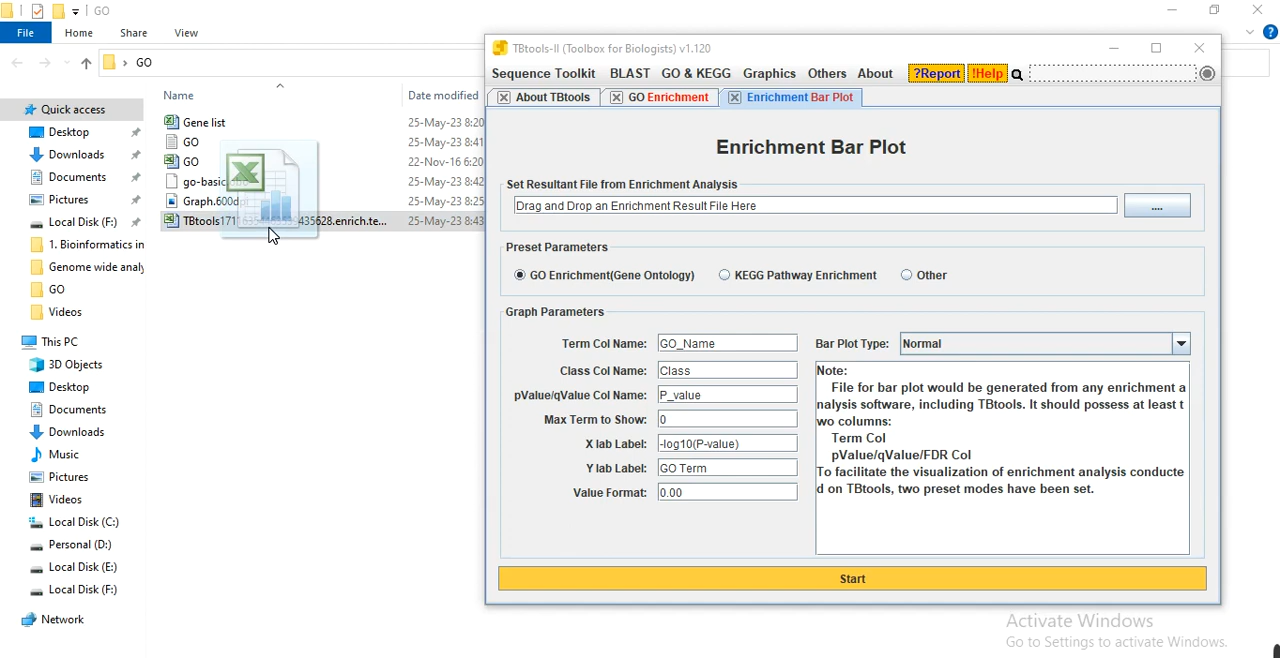 GO
File
Home
Share
View
GO
Quick access
Desktop
Downloads
Documents
Pictures
Local Disk (F:)
1. Bioinformatics in
Genome wide analy
GO
Videos
This PC
3D Objects
Desktop
Documents
Downloads
Music
Pictures
Videos
Local Disk (C:)
Personal (D:)
Local Disk (E:)
Local Disk (F:)
Network
Name
Date modified
Gene list
25-May-23 8:20
GO
25-May-23 8:41
GO
22-Nov-16 6:20
25-May-23 8:42
25-May-23 8:25
25-May-23 8:43
TBtools-II (Toolbox for Biologists) v1.120
Sequence Toolkit
BLAST
GO & KEGG
Graphics
Others
About
?Report
!Help
About TBtools
GO Enrichment
Enrichment Bar Plot
Enrichment Bar Plot
Set Resultant File from Enrichment Analysis
Drag and Drop an Enrichment Result File Here
....
Preset Parameters
GO Enrichment(Gene Ontology)
KEGG Pathway Enrichment
Other
Graph Parameters
Term Col Name:
GO_Name
Class Col Name:
Class
pValue/qValue Col Name:
P_value
Max Term to Show:
0
X lab Label:
-log10(P-value)
Y lab Label:
GO Term
Value Format:
0.00
Bar Plot Type:
Normal
Note:
File for bar plot would be generated from any enrichment a
nalysis software, including TBtools. It should possess at least t
wo columns:
Term Col
pValue/qValue/FDR Col
To facilitate the visualization of enrichment analysis conducte
d on TBtools, two preset modes have been set.
Start
Activate Windows
Go to Settings to activate Windows.